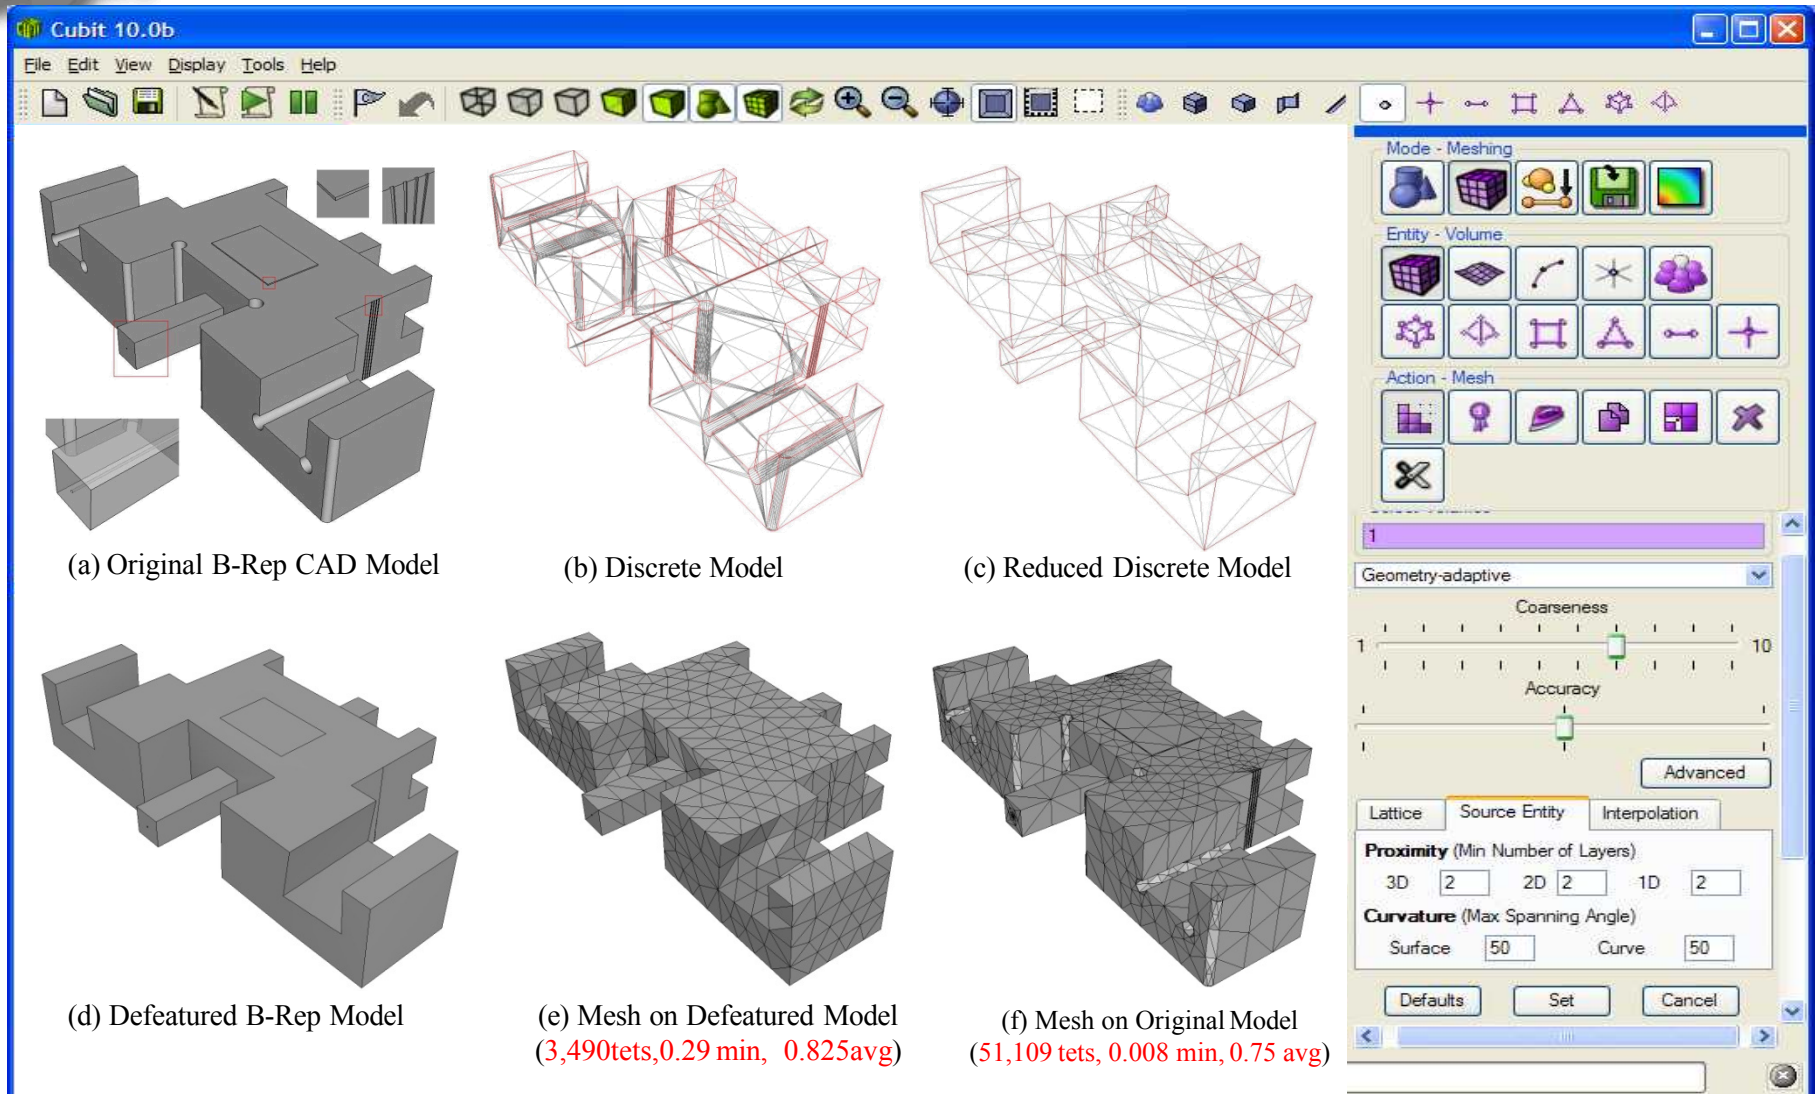 Cubit 10.0b
File Edit View Display Tools Help
(a) Original B-Rep CAD Model
(b) Discrete Model
(c) Reduced Discrete Model
(d) Defeatured B-Rep Model
(e) Mesh on Defeatured Model
(3,490tets,0.29 min, 0.825avg)
(f) Mesh on Original Model
(51,109 tets, 0.008 min, 0.75 avg)
Mode - Meshing
Entity - Volume
Action - Mesh
1
Geometry-adaptive
Coarseness
1 10
Accuracy
Advanced
Lattice Source Entity Interpolation
Proximity (Min Number of Layers)
3D 2 2D 2 1D 2
Curvature (Max Spanning Angle)
Surface 50 Curve 50
Defaults Set Cancel